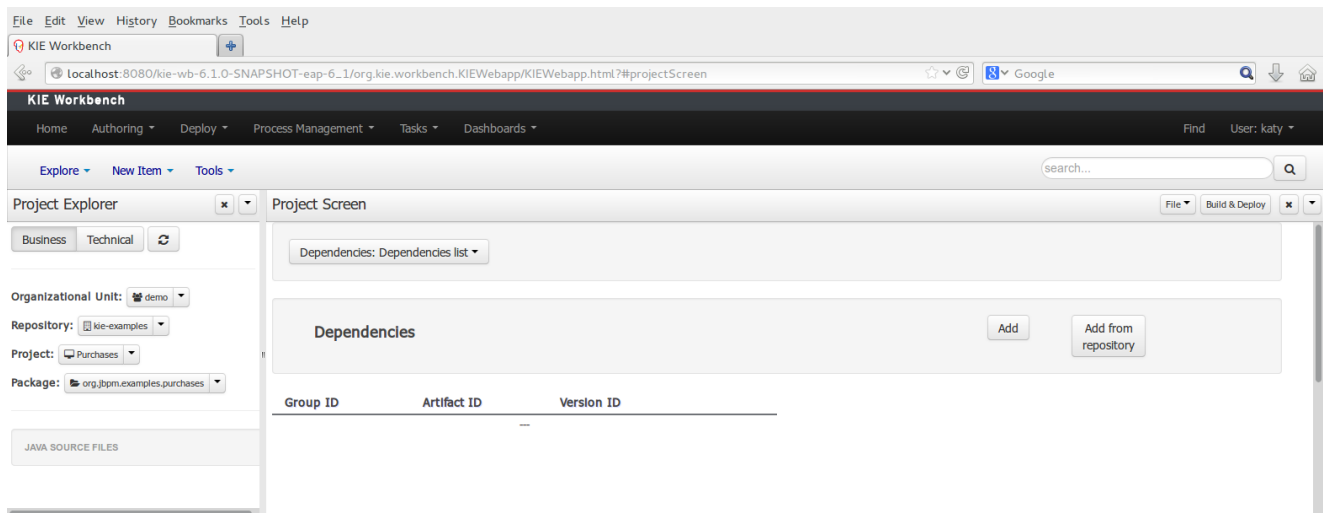 File Edit View History Bookmarks Tools Help
KIE Workbench
localhost:8080/kie-wb-6.1.0-SNAPSHOT-eap-6_1/org.kie.workbench.KIEWebapp/KIEWebapp.html?#projectScreen
8 Google
KIE Workbench
Home Authoring Deploy Process Management Tasks Dashboards Find User: katy
Explore New Item Tools search...
Project Explorer Project Screen File Build & Deploy
Business Technical
Dependencies: Dependencies list
Organizational Unit: demo
Repository: kie-examples
Project: Purchases
Package: org.jbpm.examples.purchases
Dependencies Add Add from
repository
Group ID Artifact ID Version ID
---
JAVA SOURCE FILES